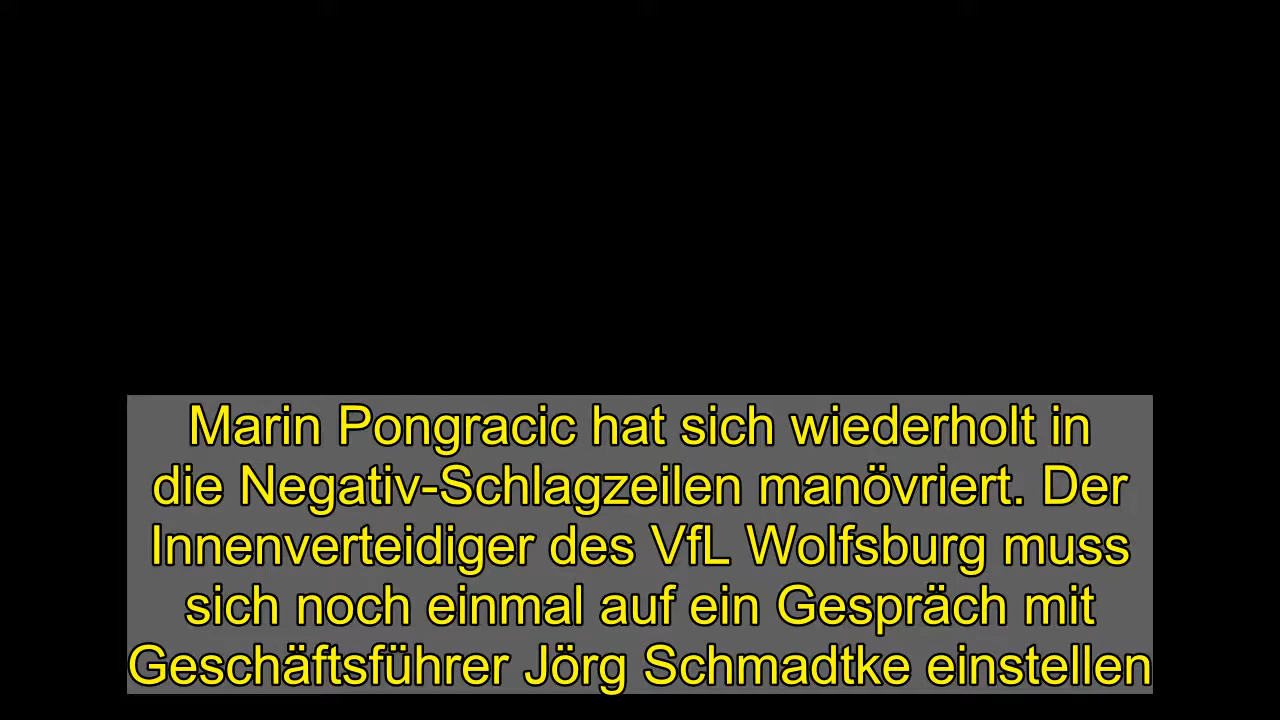 Marin Pongracic hat sich wiederholt in
die Negativ-Schlagzeilen manövriert. Der
Innenverteidiger des VfL Wolfsburg muss
sich noch einmal auf ein Gespräch mit
Geschäftsführer Jörg Schmadtke einstellen